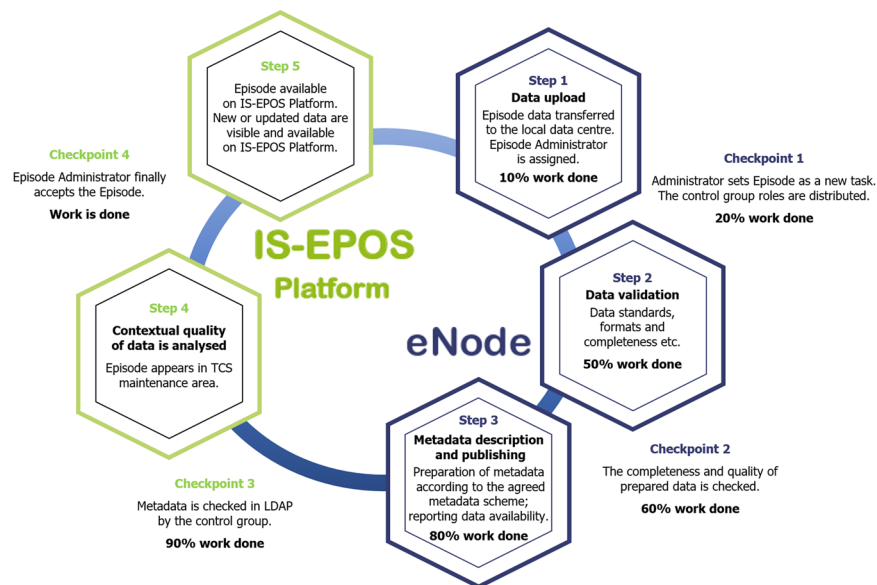 Step 1
Data upload
Episode data transferred
to the local data centre.
Episode Administrator
is assigned.
10% work done
Checkpoint 1
Administrator sets Episode as a new task.
The control group roles are distributed.
20% work done
Step 2
Data validation
Data standards,
formats and
completeness etc.
50% work done
Checkpoint 2
The completeness and quality of
prepared data is checked.
60% work done
Step 3
Metadata description
and publishing
Preparation of metadata
according to the agreed
metadata scheme;
reporting data availability.
80% work done
Checkpoint 3
Metadata is checked in LDAP
by the control group.
90% work done
Step 4
Contextual quality
of data is analysed
Episode appears in TCS
maintenance area.
Checkpoint 4
Episode Administrator finally
accepts the Episode.
Work is done
Step 5
Episode available
on IS-EPOS Platform.
New or updated data are
visible and available
on IS-EPOS Platform.
IS-EPOS
Platform
eNode